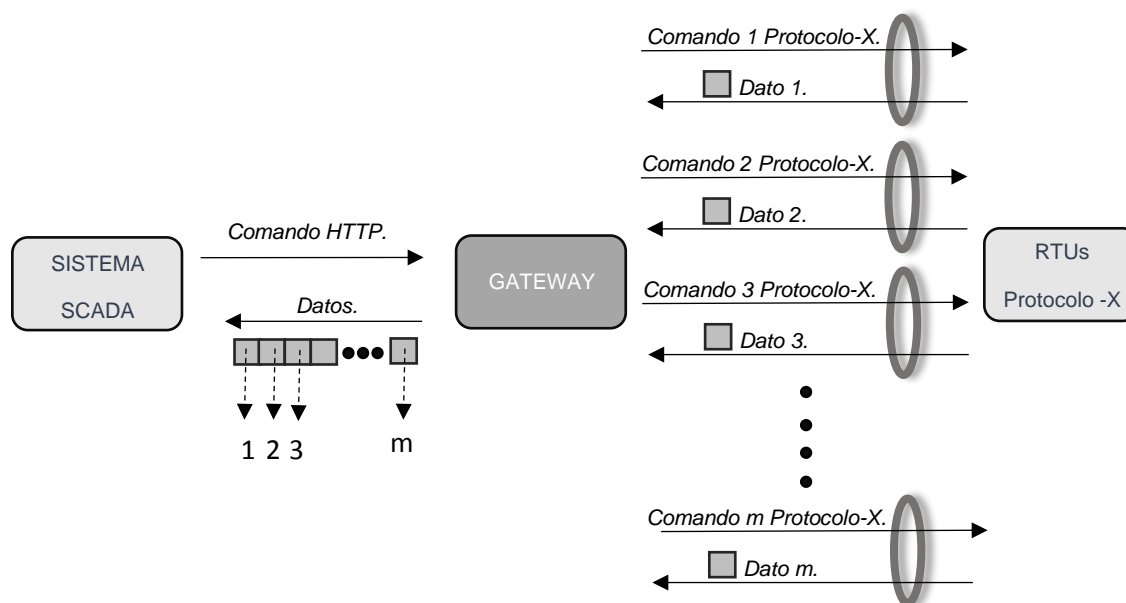 SISTEMA
SCADA
Comando HTTP.
Datos.
1 2 3 m
GATEWAY
Comando 1 Protocolo-X.
Dato 1.
Comando 2 Protocolo-X.
Dato 2.
Comando 3 Protocolo-X.
Dato 3.
Comando m Protocolo-X.
Dato m.
RTUs
Protocolo -X